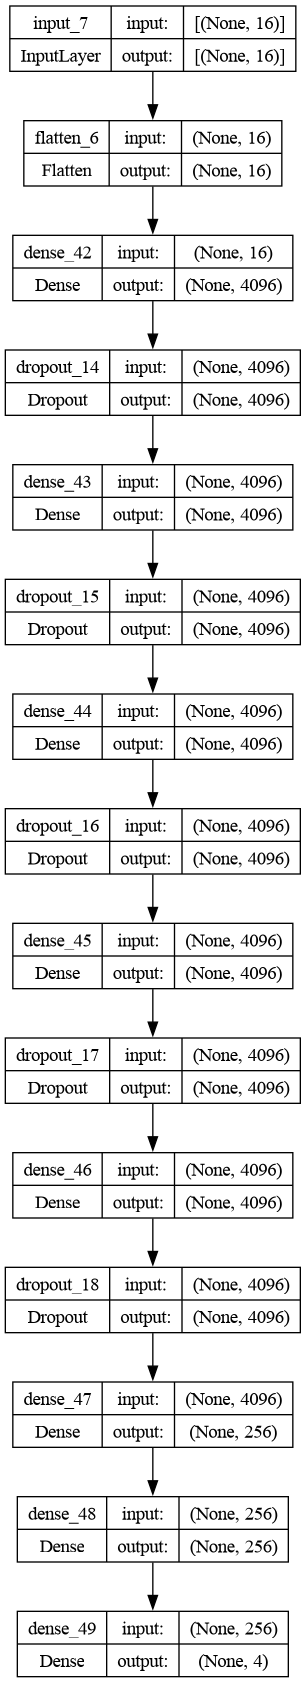 input_7 input: [(None, 16)]
InputLayer output: [(None, 16)]
flatten_6 input: (None, 16)
Flatten output: (None, 16)
dense_42 input: (None, 16)
Dense output: (None, 4096)
dropout_14 input: (None, 4096)
Dropout output: (None, 4096)
dense_43 input: (None, 4096)
Dense output: (None, 4096)
dropout_15 input: (None, 4096)
Dropout output: (None, 4096)
dense_44 input: (None, 4096)
Dense output: (None, 4096)
dropout_16 input: (None, 4096)
Dropout output: (None, 4096)
dense_45 input: (None, 4096)
Dense output: (None, 4096)
dropout_17 input: (None, 4096)
Dropout output: (None, 4096)
dense_46 input: (None, 4096)
Dense output: (None, 4096)
dropout_18 input: (None, 4096)
Dropout output: (None, 4096)
dense_47 input: (None, 4096)
Dense output: (None, 256)
dense_48 input: (None, 256)
Dense output: (None, 256)
dense_49 input: (None, 256)
Dense output: (None, 4)